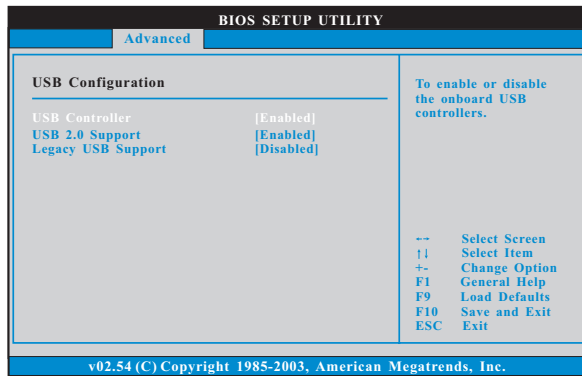 BIOS SETUP UTILITY
Advanced
USB Configuration
USB Controller [Enabled]
USB 2.0 Support [Enabled]
Legacy USB Support [Disabled]
To enable or disable
the onboard USB
controllers.
←→ Select Screen
↑↓ Select Item
+- Change Option
F1 General Help
F9 Load Defaults
F10 Save and Exit
ESC Exit
v02.54 (C) Copyright 1985-2003, American Megatrends, Inc.